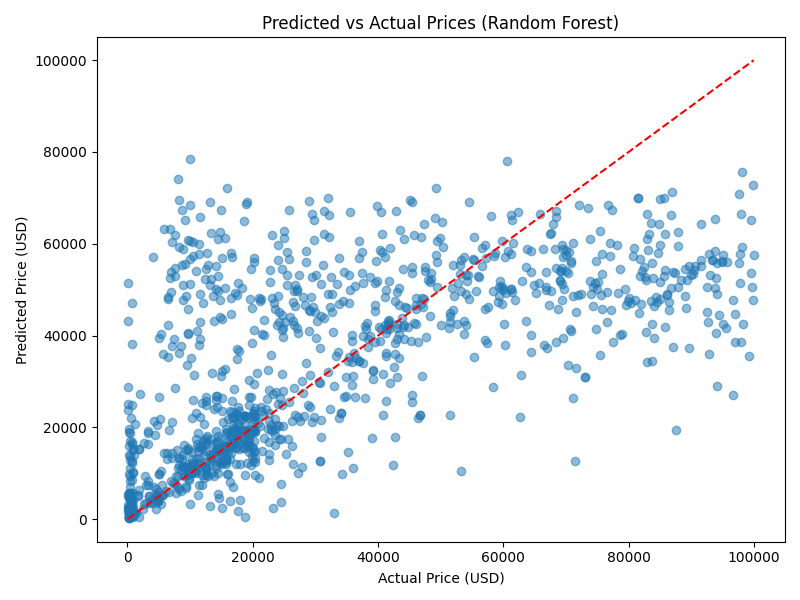 Predicted vs Actual Prices (Random Forest)
100000
80000
60000
40000
20000
0
Predicted Price (USD)
0 20000 40000 60000 80000 100000
Actual Price (USD)